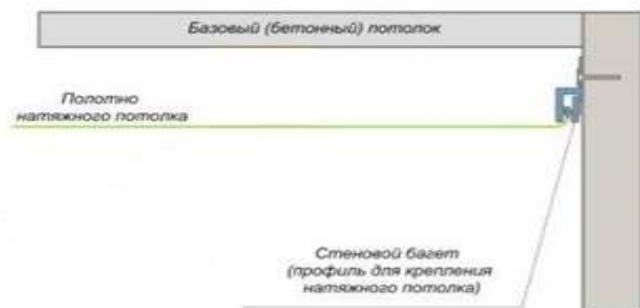 Базовый (бетонный) потолок
Полотно
натяжного потолка
Стеновой багет
(профиль для крепления
натяжного потолка)